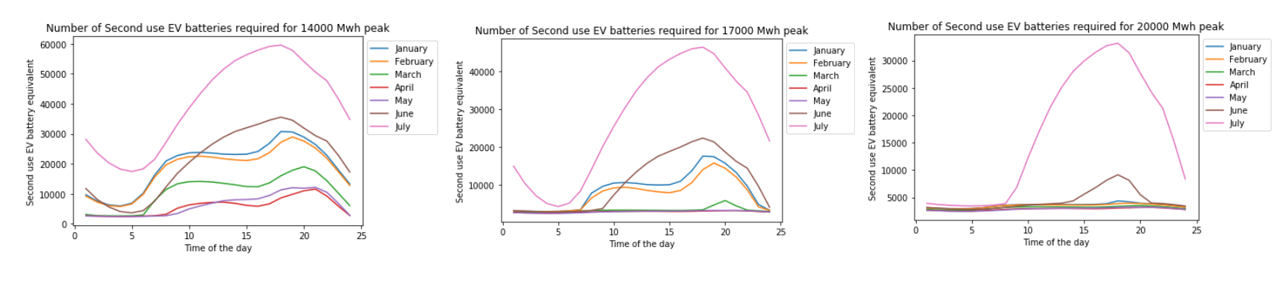 Number of Second use EV batteries required for 14000 Mwh peak
Second use EV battery equivalent
60000
50000
40000
30000
20000
10000
0
0 5 10 15 20 25
Time of the day
January
February
March
April
May
June
July
Number of Second use EV batteries required for 17000 Mwh peak
Second use EV battery equivalent
40000
30000
20000
10000
0 5 10 15 20 25
Time of the day
January
February
March
April
May
June
July
Number of Second use EV batteries required for 20000 Mwh peak
Second use EV battery equivalent
30000
25000
20000
15000
10000
5000
0 5 10 15 20 25
Time of the day
January
February
March
April
May
June
July